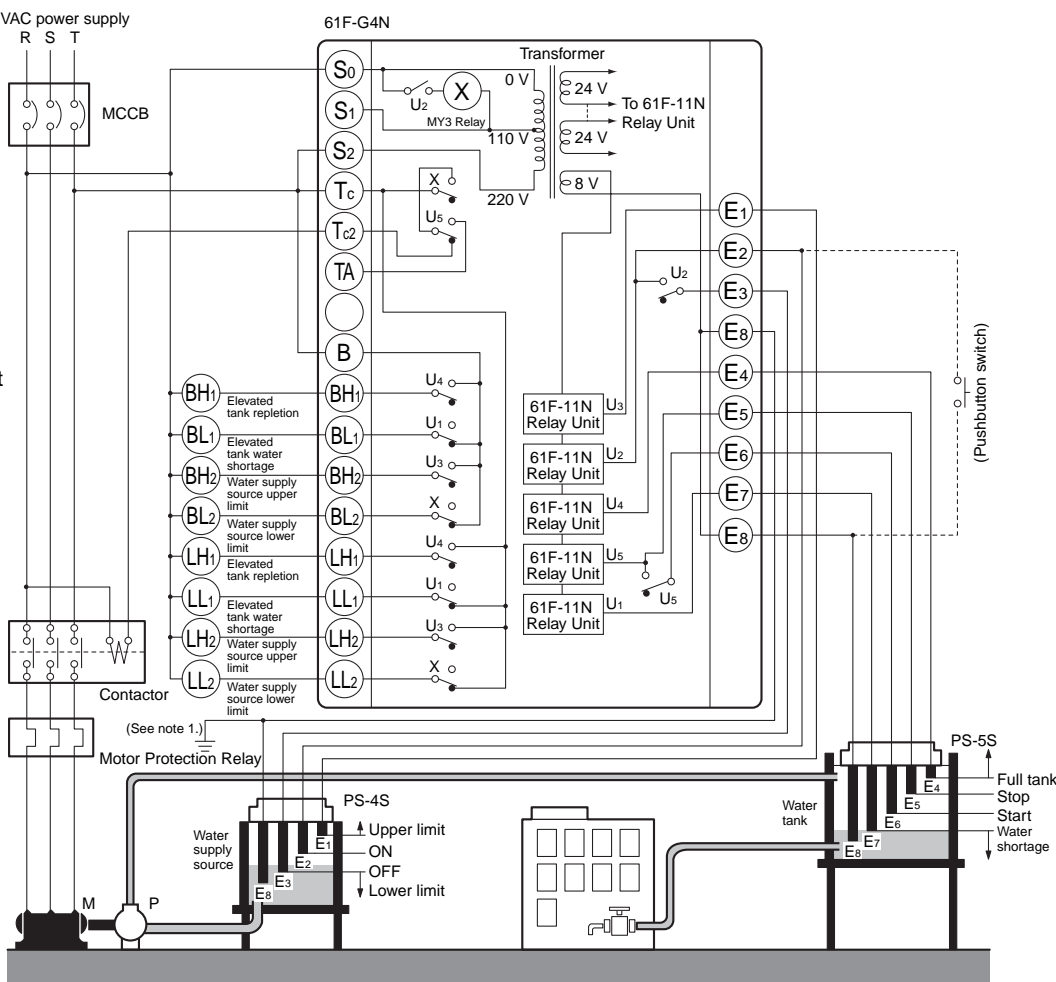 VAC power supply
R S T
MCCB
61F-G4N
S0
S1
S2
Tc
Tc2
TA
B
BH1
BL1
BH2
BL2
LH1
LL1
LH2
LL2
U2
X
MY3 Relay
Transformer
0 V
110 V
220 V
24 V
24 V
8 V
To 61F-11N
Relay Unit
X
U5
U4
U1
U3
X
U4
U1
U3
X
t
BH1
Elevated
tank repletion
BL1
Elevated
tank water
shortage
BH2
Water supply
source upper
limit
BL2
Water supply
source lower
limit
LH1
Elevated
tank repletion
LL1
Elevated
tank water
shortage
LH2
Water supply
source upper
limit
LL2
Water supply
source lower
limit
61F-11N
Relay Unit
U3
61F-11N
Relay Unit
U2
61F-11N
Relay Unit
U4
61F-11N
Relay Unit
U5
61F-11N
Relay Unit
U1
U2
U5
E1
E2
E3
E8
E4
E5
E6
E7
E8
(Pushbutton switch)
Contactor
(See note 1.)
Motor Protection Relay
M
P
PS-4S
Water
supply
source
E1
E2
E3
E8
Upper limit
ON
OFF
Lower limit
PS-5S
Water
tank
E4
E5
E6
E7
E8
Full tank
Stop
Start
Water
shortage